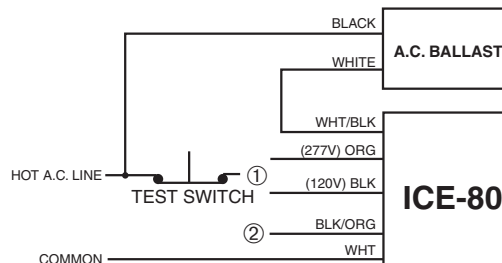 BLACK
A.C. BALLAST
WHITE
WHT/BLK
(277V) ORG
HOT A.C. LINE
①
TEST SWITCH
(120V) BLK
ICE-80
BLK/ORG
②
WHT
COMMON